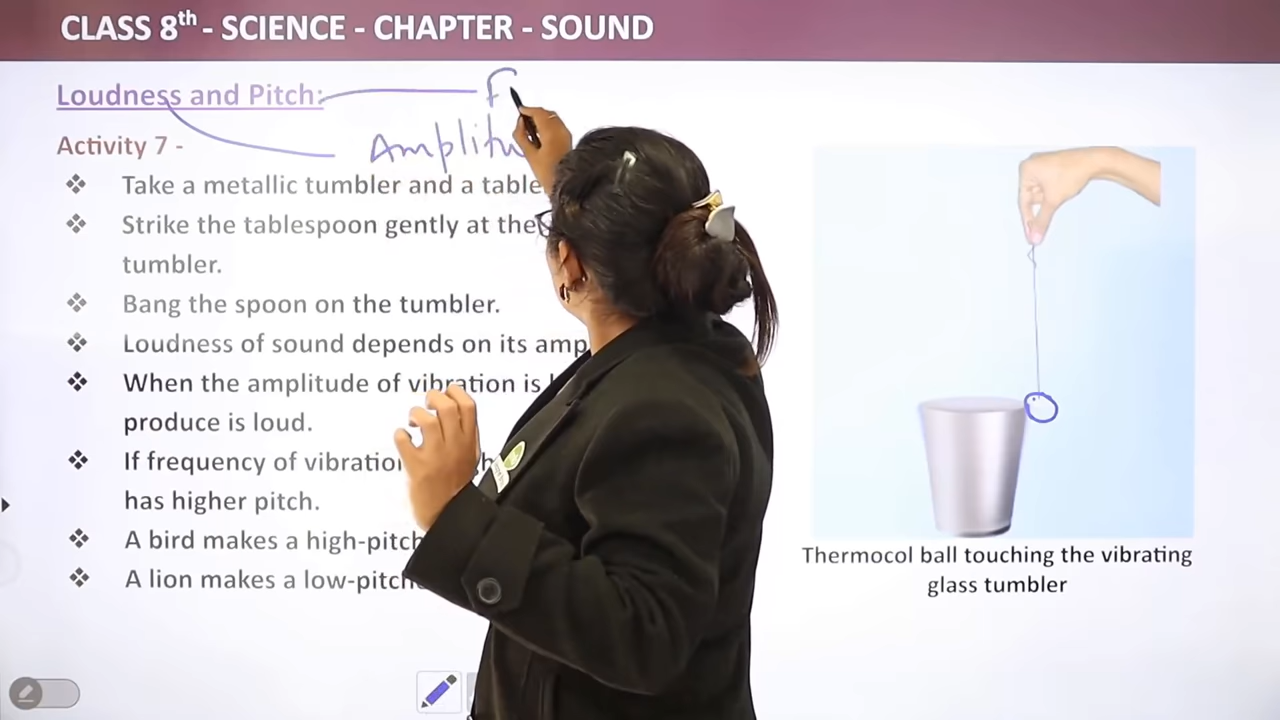 CLASS 8th - SCIENCE - CHAPTER - SOUND
Loudness and Pitch:
Activity 7 -
Take a metallic tumbler and a table
Strike the tablespoon gently at the
tumbler.
Bang the spoon on the tumbler.
Loudness of sound depends on its amp
When the amplitude of vibration is
produce is loud.
If frequency of vibration
has higher pitch.
A bird makes a high-pitch
A lion makes a low-pitch
Thermocol ball touching the vibrating
glass tumbler